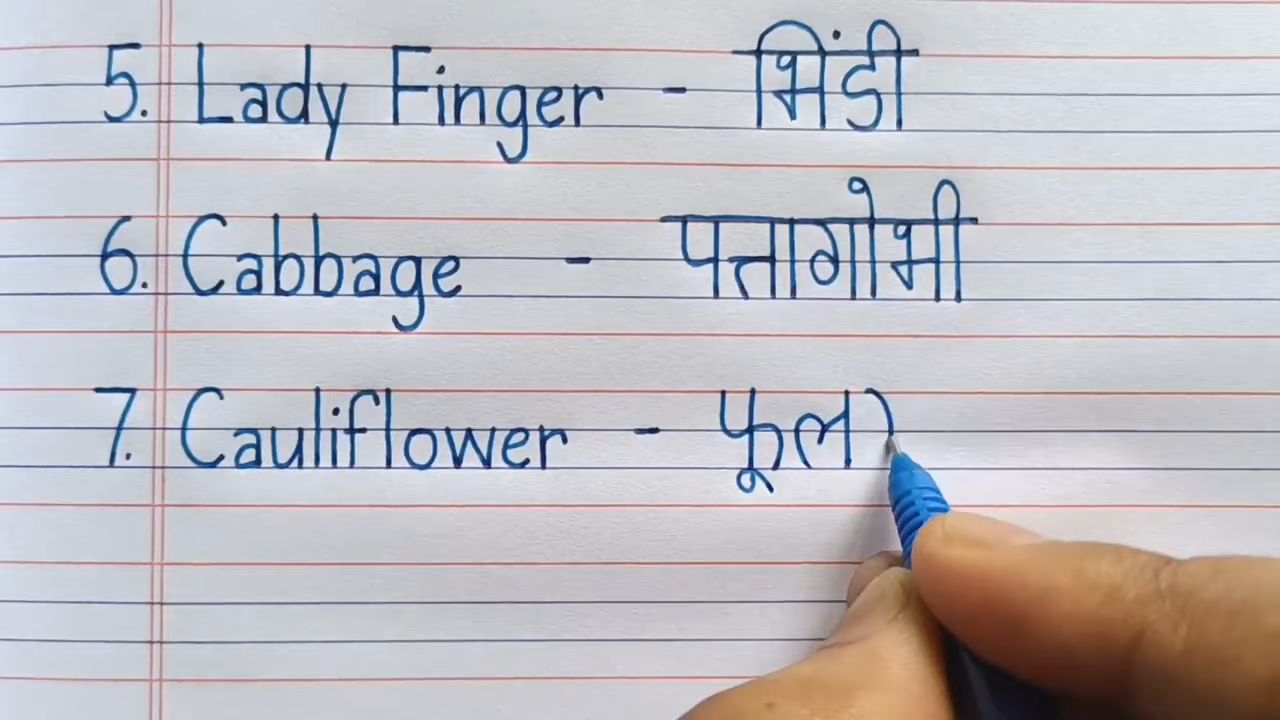 5. Lady Finger - भिंडी
6. Cabbage - पत्तागोभी
7. Cauliflower - फूल